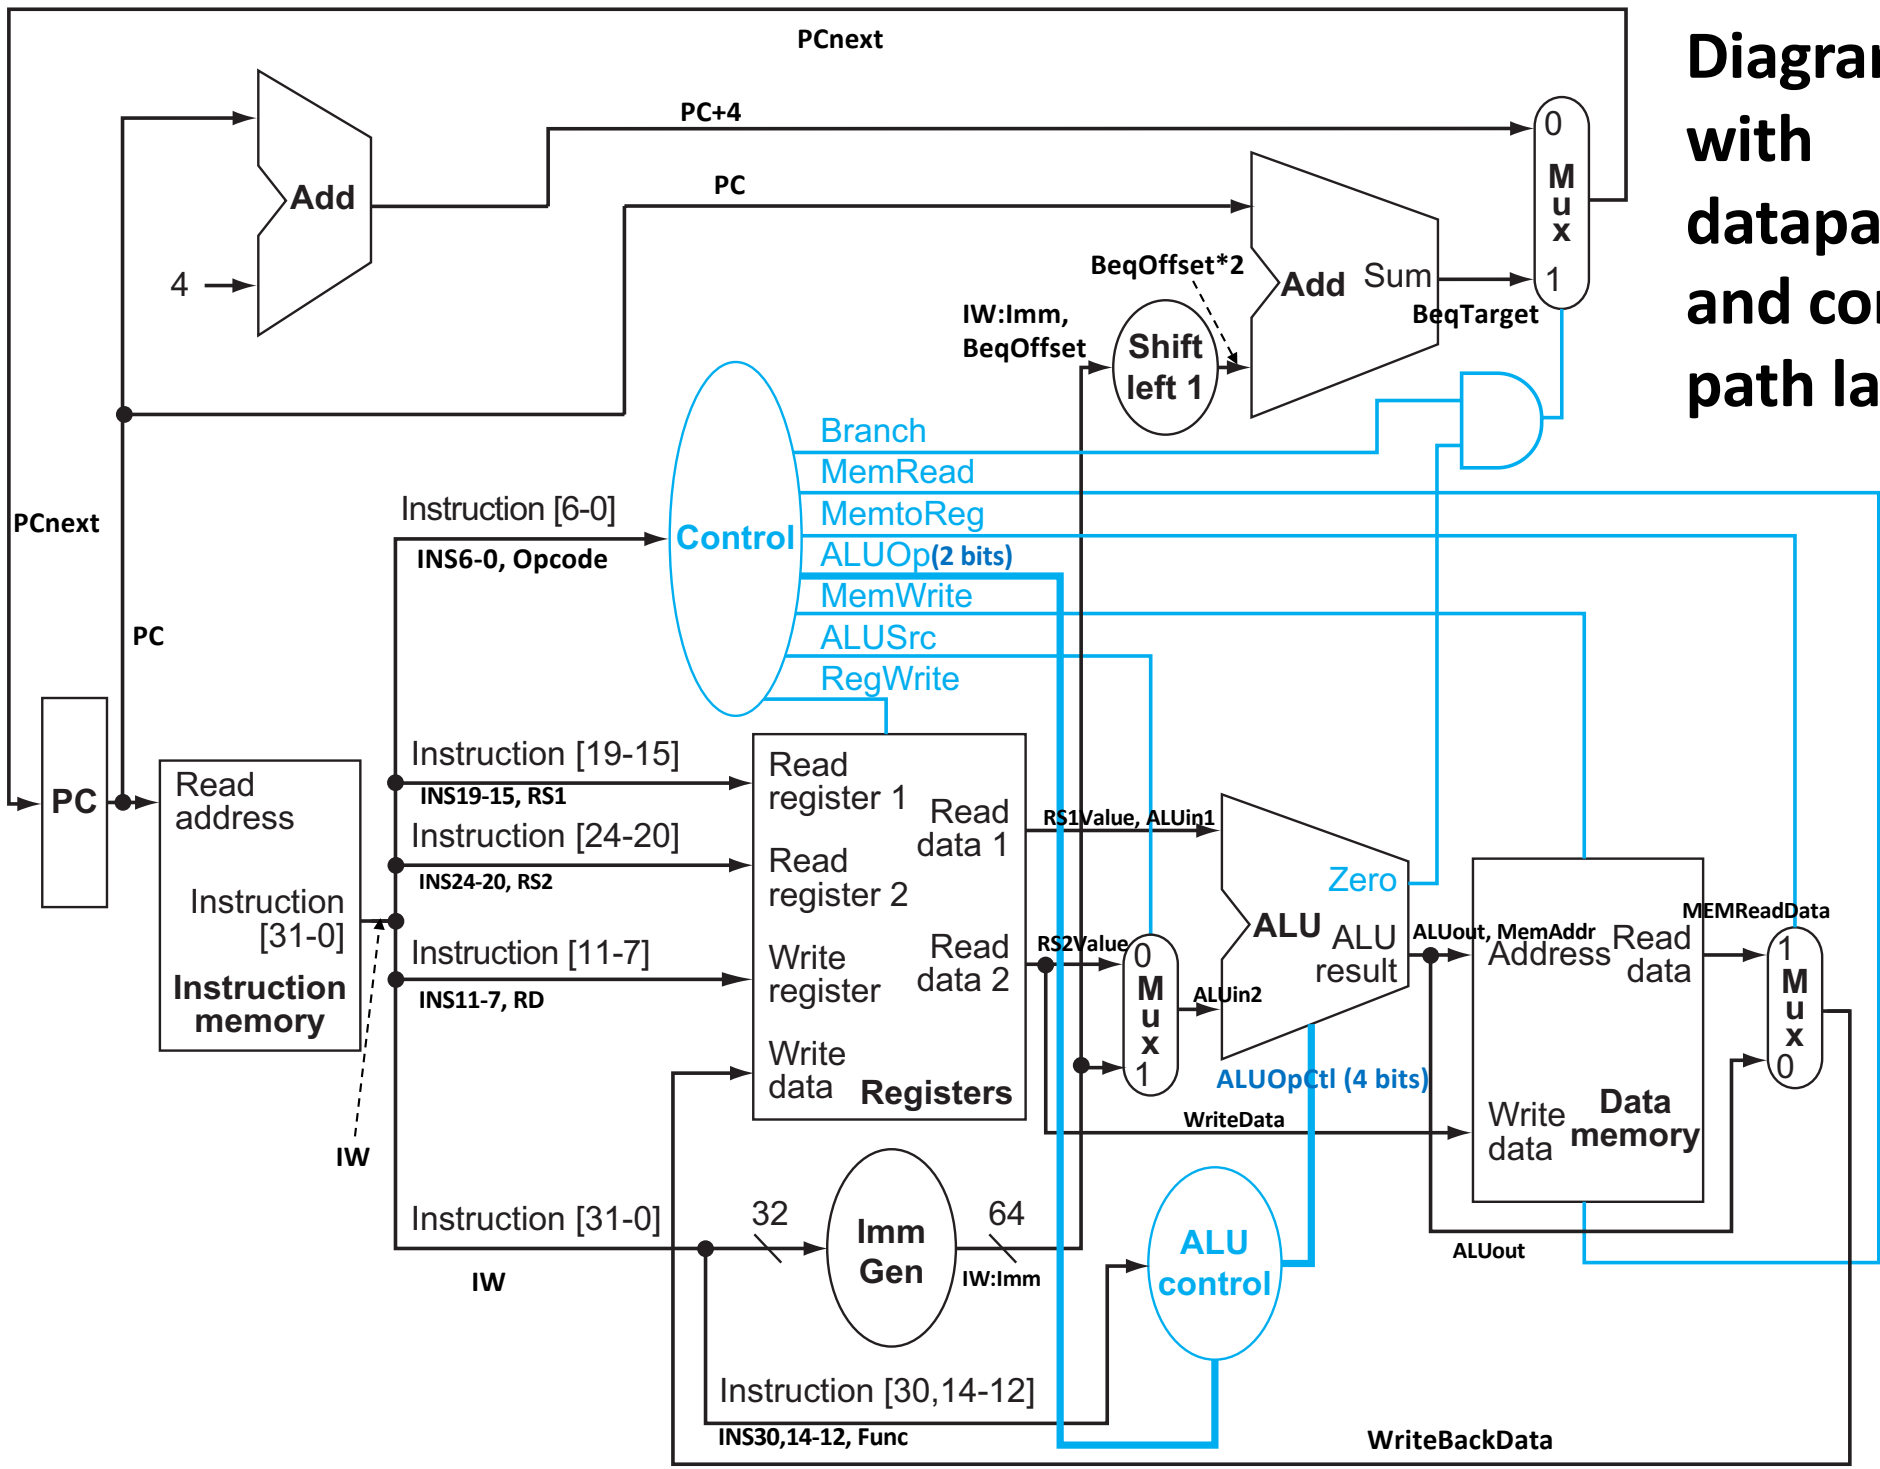 PCnext
Diagran
with
datapa
and cor
path la
PC+4
0
Mux
1
PC
Add
4
BeqOffset*2
Add Sum
BeqTarget
IW:Imm,
BeqOffset
Shift
left 1
Branch
MemRead
MemtoReg
ALUOp(2 bits)
MemWrite
ALUSrc
RegWrite
Control
Instruction [6-0]
INS6-0, Opcode
PCnext
PC
PC
Read
address
Instruction
[31-0]
Instruction
memory
IW
Instruction [19-15]
INS19-15, RS1
Instruction [24-20]
INS24-20, RS2
Instruction [11-7]
INS11-7, RD
Read
register 1
Read
data 1
Read
register 2
Write
register
Read
data 2
Write
data
Registers
RS1Value, ALUin1
RS2Value
0
Mux
1
ALUin2
Zero
ALU
ALU
result
ALUOpCtl (4 bits)
ALUout, MemAddr
Address
Read
data
MEMReadData
1
Mux
0
Write
data
Data
memory
WriteData
ALUout
Instruction [31-0]
IW
32
Imm
Gen
64
IW:Imm
ALU
control
Instruction [30,14-12]
INS30,14-12, Func
WriteBackData